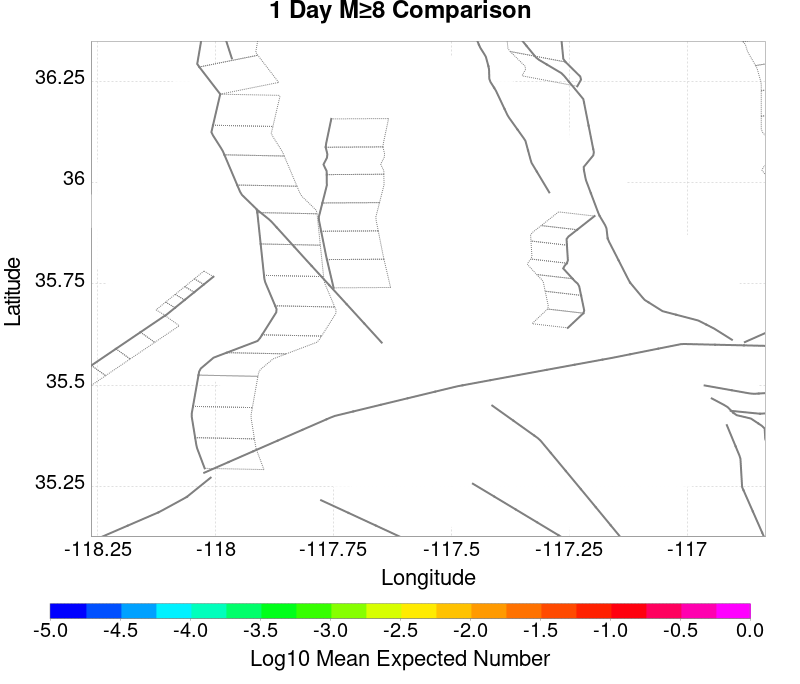 1 Day M≥8 Comparison
36.25
36
35.75
35.5
35.25
Latitude
-118.25 -118 -117.75 -117.5 -117.25 -117
Longitude
-5.0 -4.5 -4.0 -3.5 -3.0 -2.5 -2.0 -1.5 -1.0 -0.5 0.0
Log10 Mean Expected Number